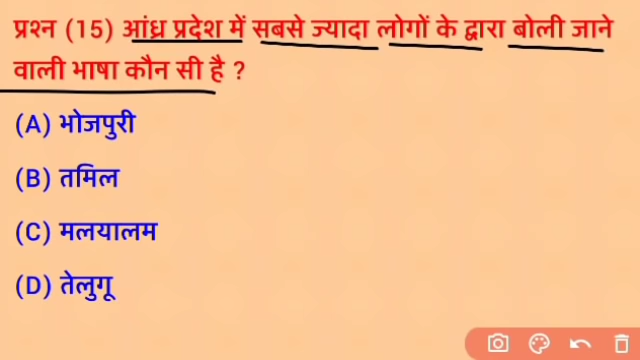 प्रश्न (15) आंध्र प्रदेश में सबसे ज्यादा लोगों के द्वारा बोली जाने
वाली भाषा कौन सी है ?
(A) भोजपुरी
(B) तमिल
(C) मलयालम
(D) तेलुगू